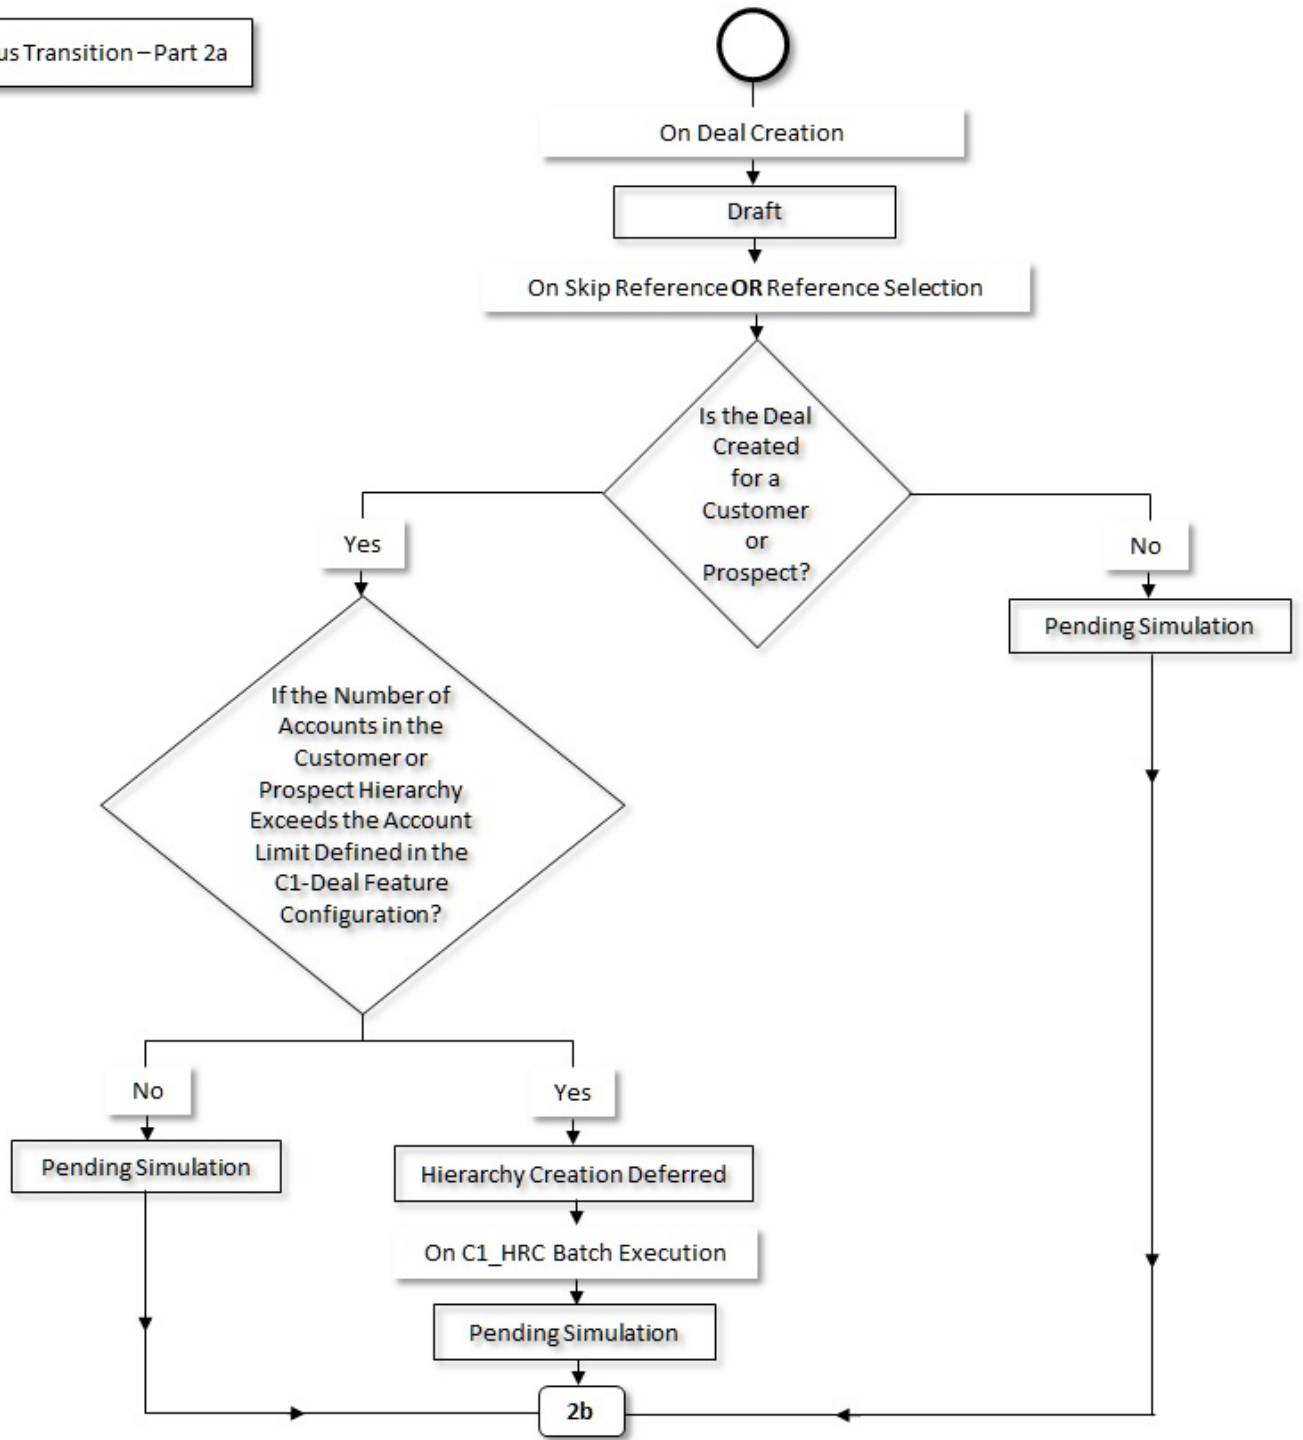 us Transition – Part 2a
On Deal Creation
Draft
On Skip Reference OR Reference Selection
Is the Deal
Created
for a
Customer
or
Prospect?
Yes
No
Pending Simulation
If the Number of
Accounts in the
Customer or
Prospect Hierarchy
Exceeds the Account
Limit Defined in the
C1-Deal Feature
Configuration?
No
Yes
Pending Simulation
Hierarchy Creation Deferred
On C1_HRC Batch Execution
Pending Simulation
2b